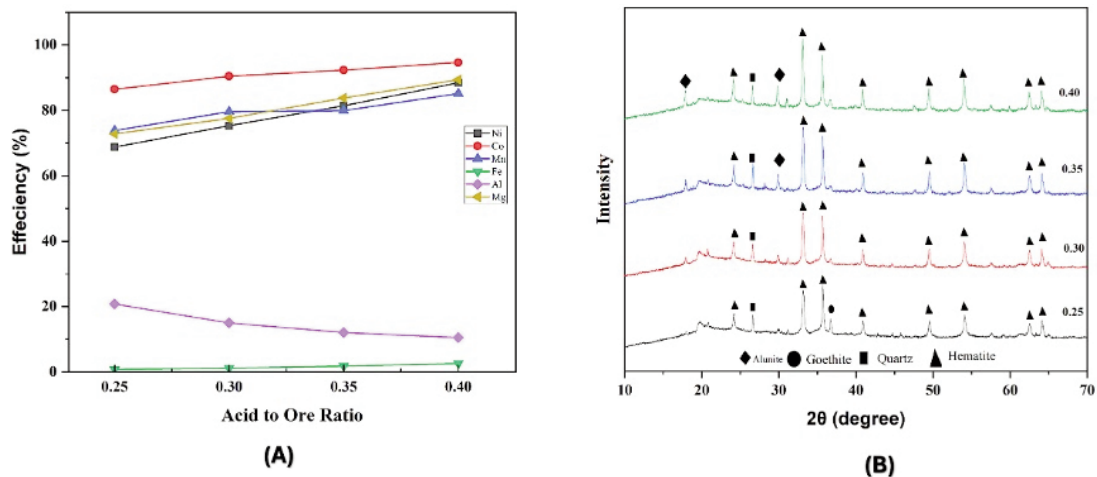 100
80
60
40
20
0
Effeciency (%)
0.25 0.30 0.35 0.40
Acid to Ore Ratio
Ni
Co
Mn
Fe
Al
Mg
(A)
Intensity
0.40
0.35
0.30
0.25
Alunite Goethite Quartz Hematite
10 20 30 40 50 60 70
2θ (degree)
(B)